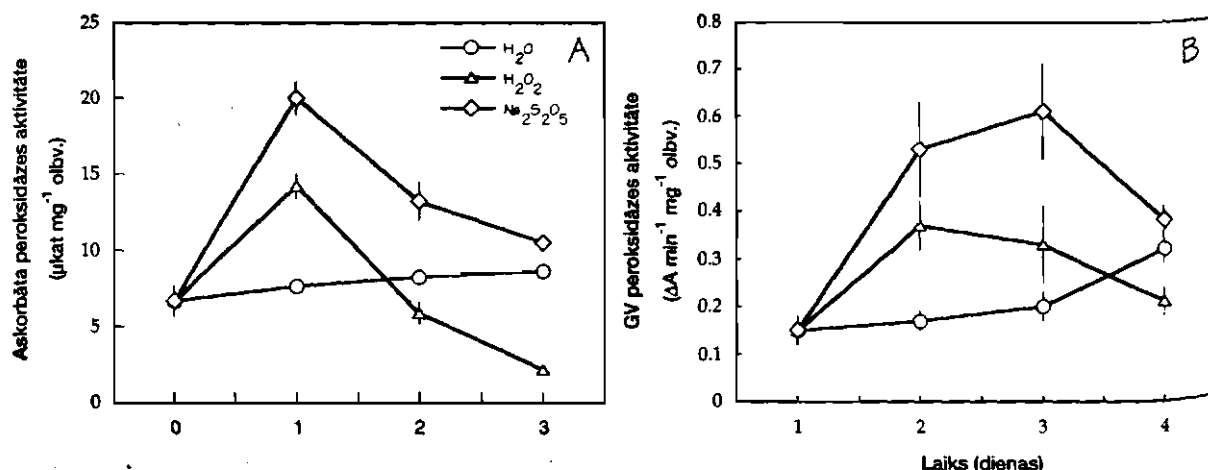 A
H₂O
H₂O₂
Na₂S₂O₅
Askorbāta peroksidāzes aktivitāte
(µkat mg⁻¹ olbv.)
25
20
15
10
5
0
0 1 2 3
B
GV peroksidāzes aktivitāte
(ΔA min⁻¹ mg⁻¹ olbv.)
0.8
0.7
0.6
0.5
0.4
0.3
0.2
0.1
0
1 2 3 4
Laiks (dienas)